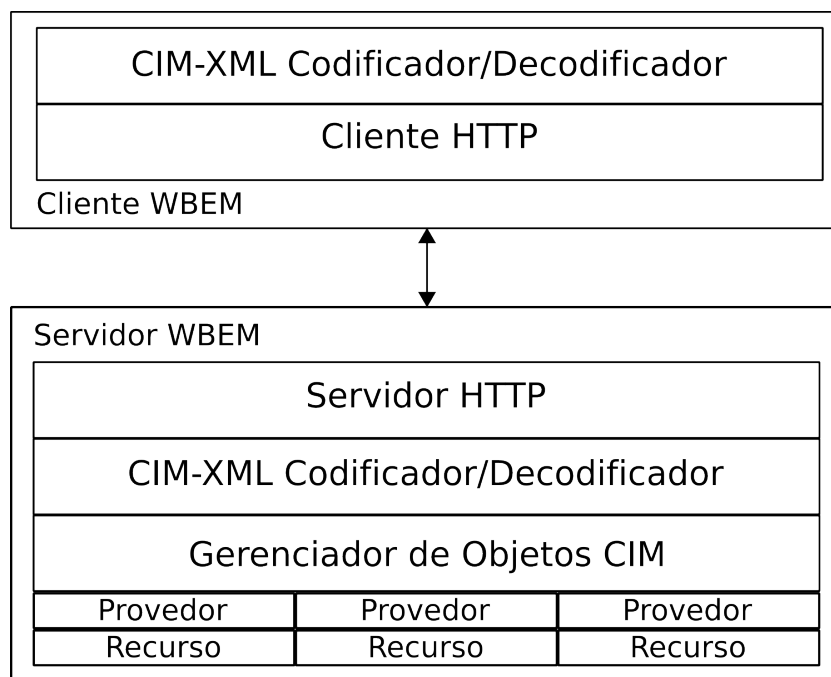 CIM-XML Codificador/Decodificador
Cliente HTTP
Cliente WBEM
Servidor WBEM
Servidor HTTP
CIM-XML Codificador/Decodificador
Gerenciador de Objetos CIM
Provedor Provedor Provedor
Recurso Recurso Recurso